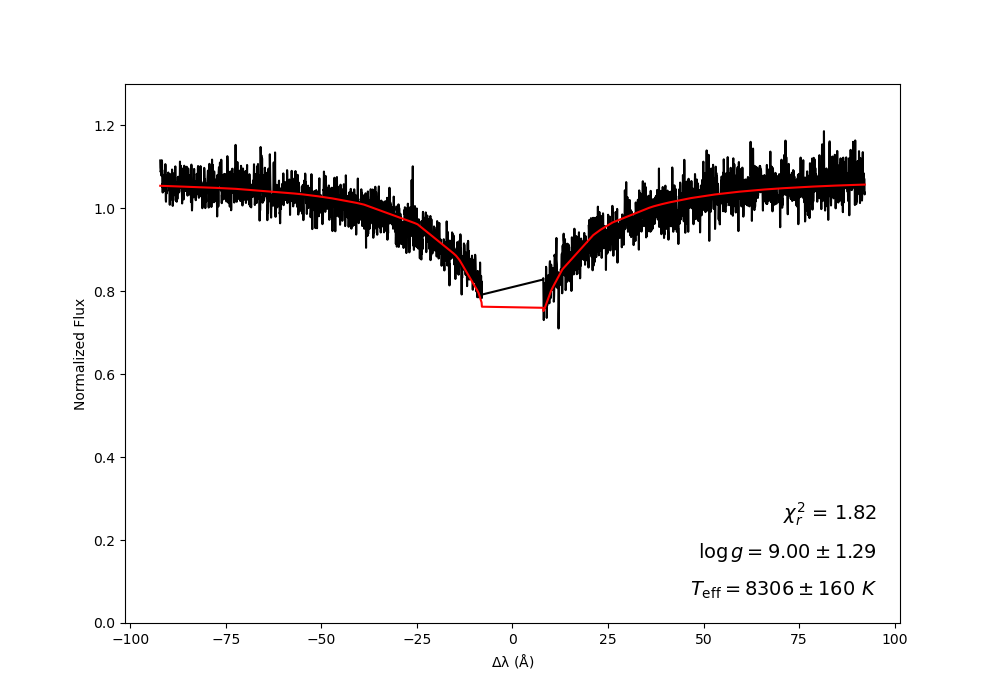 1.2
1.0
0.8
0.6
0.4
0.2
0.0
Normalized Flux
χ²ᵣ = 1.82
log g = 9.00 ± 1.29
T_eff = 8306 ± 160 K
−100 −75 −50 −25 0 25 50 75 100
Δλ (Å)